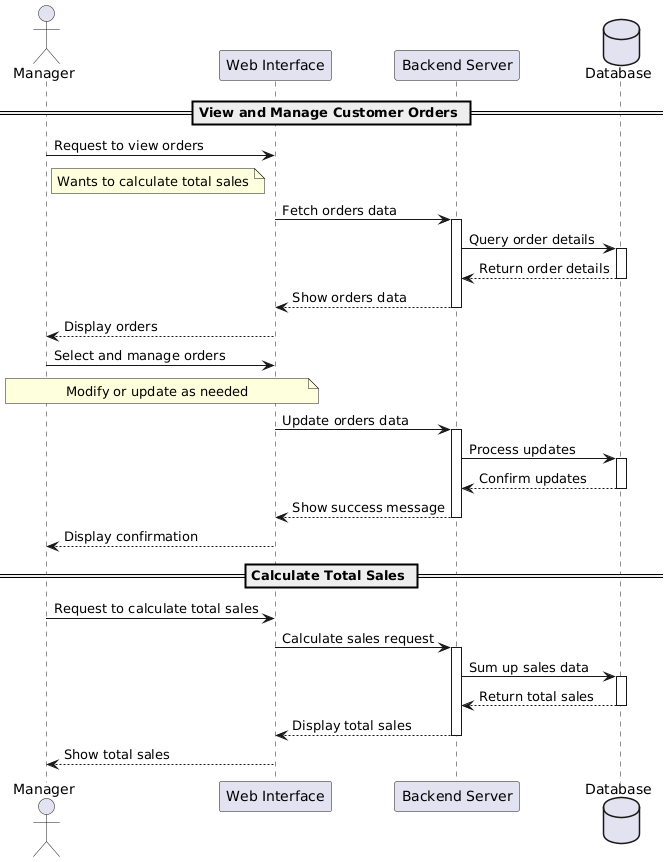 Manager
Web Interface
Backend Server
Database
View and Manage Customer Orders
Request to view orders
Wants to calculate total sales
Fetch orders data
Query order details
Return order details
Show orders data
Display orders
Select and manage orders
Modify or update as needed
Update orders data
Process updates
Confirm updates
Show success message
Display confirmation
Calculate Total Sales
Request to calculate total sales
Calculate sales request
Sum up sales data
Return total sales
Display total sales
Show total sales
Manager
Web Interface
Backend Server
Database